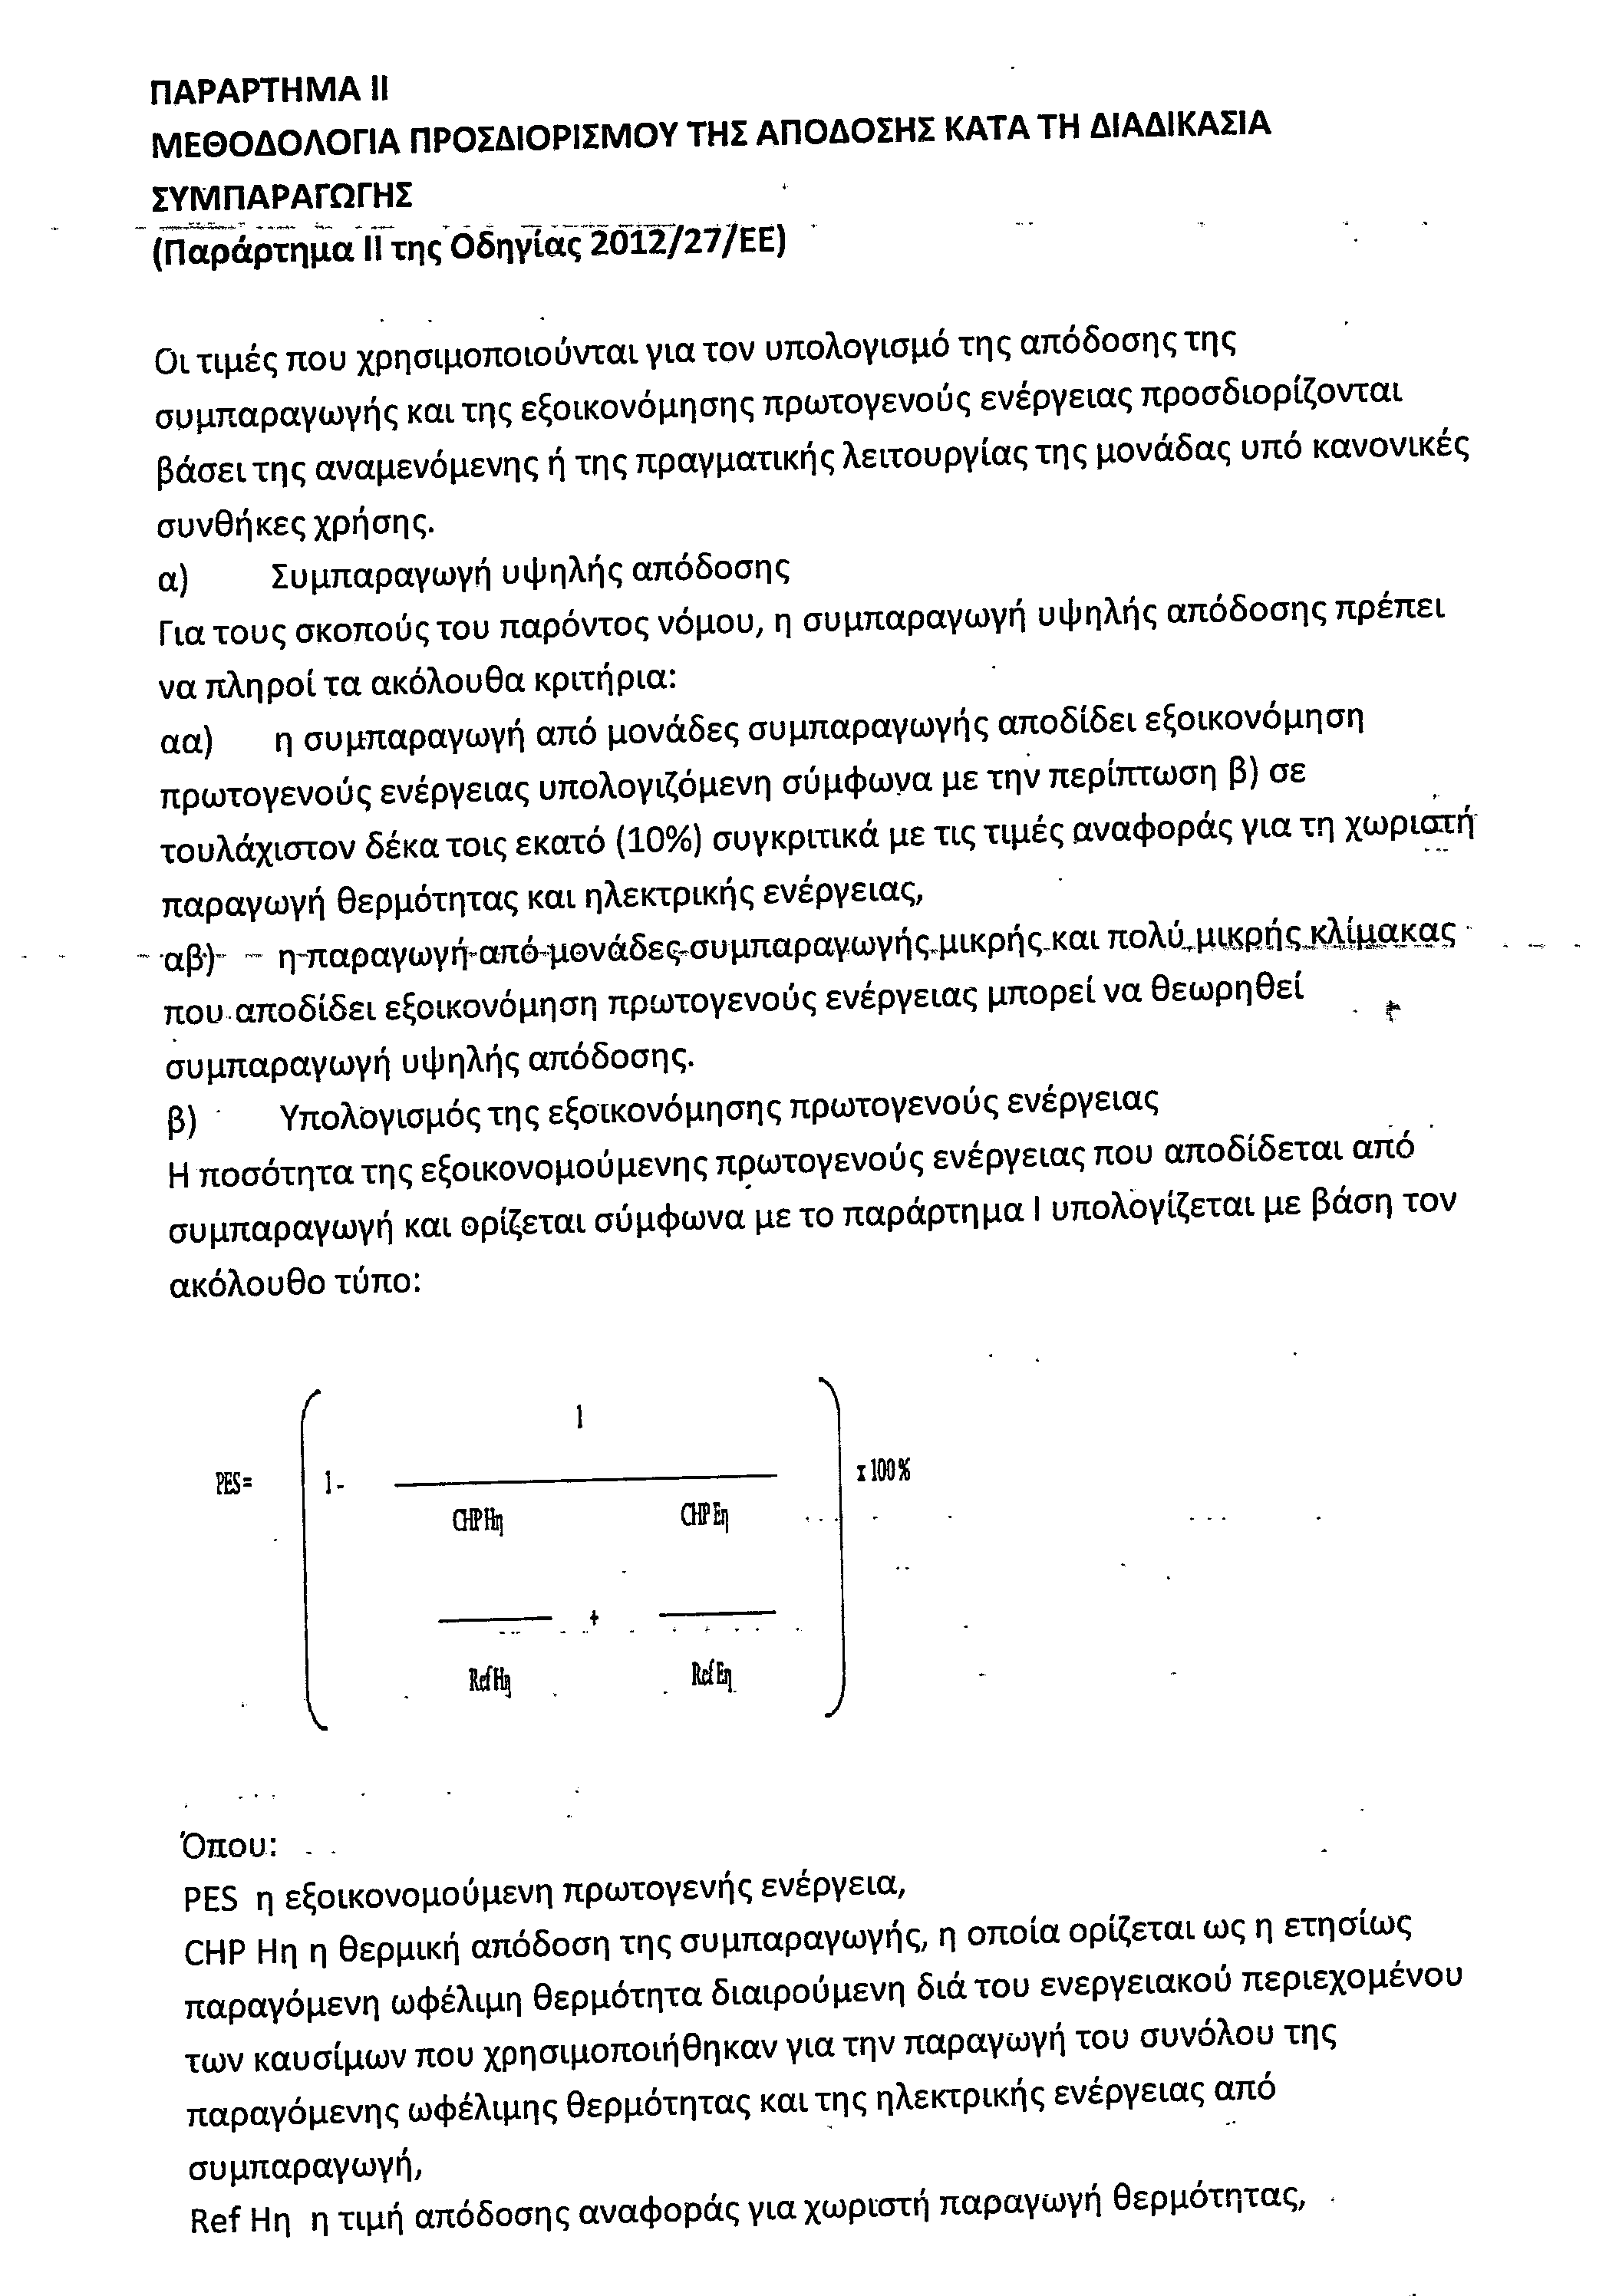 ΠΑΡΑΡΤΗΜΑ ΙΙ
ΜΕΘΟΔΟΛΟΓΙΑ ΠΡΟΣΔΙΟΡΙΣΜΟΥ ΤΗΣ ΑΠΟΔΟΣΗΣ ΚΑΤΑ ΤΗ ΔΙΑΔΙΚΑΣΙΑ
ΣΥΜΠΑΡΑΓΩΓΗΣ
(Παράρτημα ΙΙ της Οδηγίας 2012/27/ΕΕ)
Οι τιμές που χρησιμοποιούνται για τον υπολογισμό της απόδοσης της
συμπαραγωγής και της εξοικονόμησης πρωτογενούς ενέργειας προσδιορίζονται
βάσει της αναμενόμενης ή της πραγματικής λειτουργίας της μονάδας υπό κανονικές
συνθήκες χρήσης.
α) Συμπαραγωγή υψηλής απόδοσης
Για τους σκοπούς του παρόντος νόμου, η συμπαραγωγή υψηλής απόδοσης πρέπει
να πληροί τα ακόλουθα κριτήρια:
αα) η συμπαραγωγή από μονάδες συμπαραγωγής αποδίδει εξοικονόμηση
πρωτογενούς ενέργειας υπολογιζόμενη σύμφωνα με την περίπτωση β) σε
τουλάχιστον δέκα τοις εκατό (10%) συγκριτικά με τις τιμές αναφοράς για τη χωριστή
παραγωγή θερμότητας και ηλεκτρικής ενέργειας,
αβ) η παραγωγή από μονάδες συμπαραγωγής μικρής και πολύ μικρής κλίμακας
που αποδίδει εξοικονόμηση πρωτογενούς ενέργειας μπορεί να θεωρηθεί
συμπαραγωγή υψηλής απόδοσης.
β) Υπολογισμός της εξοικονόμησης πρωτογενούς ενέργειας
Η ποσότητα της εξοικονομούμενης πρωτογενούς ενέργειας που αποδίδεται από
συμπαραγωγή και ορίζεται σύμφωνα με το παράρτημα Ι υπολογίζεται με βάση τον
ακόλουθο τύπο:
1
PES= 1- x 100%
CHP Hη CHP Eη
+
Ref Hη Ref Eη
Όπου:
PES η εξοικονομούμενη πρωτογενής ενέργεια,
CHP Hη η θερμική απόδοση της συμπαραγωγής, η οποία ορίζεται ως η ετησίως
παραγόμενη ωφέλιμη θερμότητα διαιρούμενη διά του ενεργειακού περιεχομένου
των καυσίμων που χρησιμοποιήθηκαν για την παραγωγή του συνόλου της
παραγόμενης ωφέλιμης θερμότητας και της ηλεκτρικής ενέργειας από
συμπαραγωγή,
Ref Hη η τιμή απόδοσης αναφοράς για χωριστή παραγωγή θερμότητας,